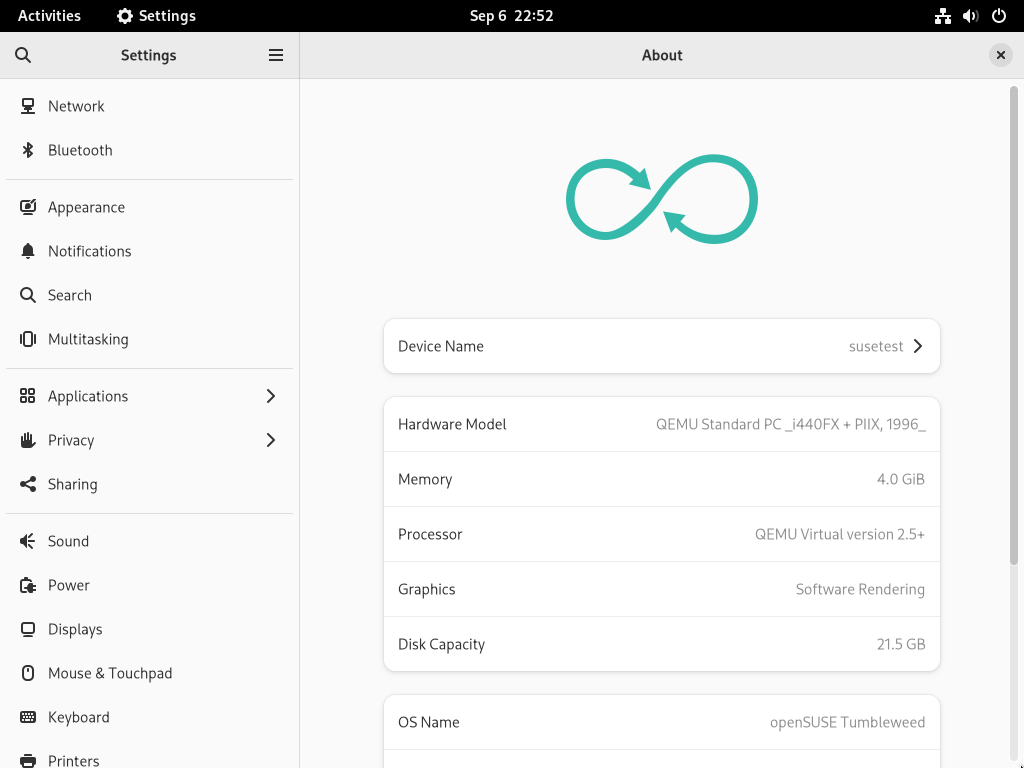 Activities Settings Sep 6 22:52
Settings
About
Network
Bluetooth
Appearance
Notifications
Search
Multitasking
Applications
Privacy
Sharing
Sound
Power
Displays
Mouse & Touchpad
Keyboard
Printers
Device Name susetest
Hardware Model QEMU Standard PC _i440FX + PIIX, 1996_
Memory 4.0 GiB
Processor QEMU Virtual version 2.5+
Graphics Software Rendering
Disk Capacity 21.5 GB
OS Name openSUSE Tumbleweed